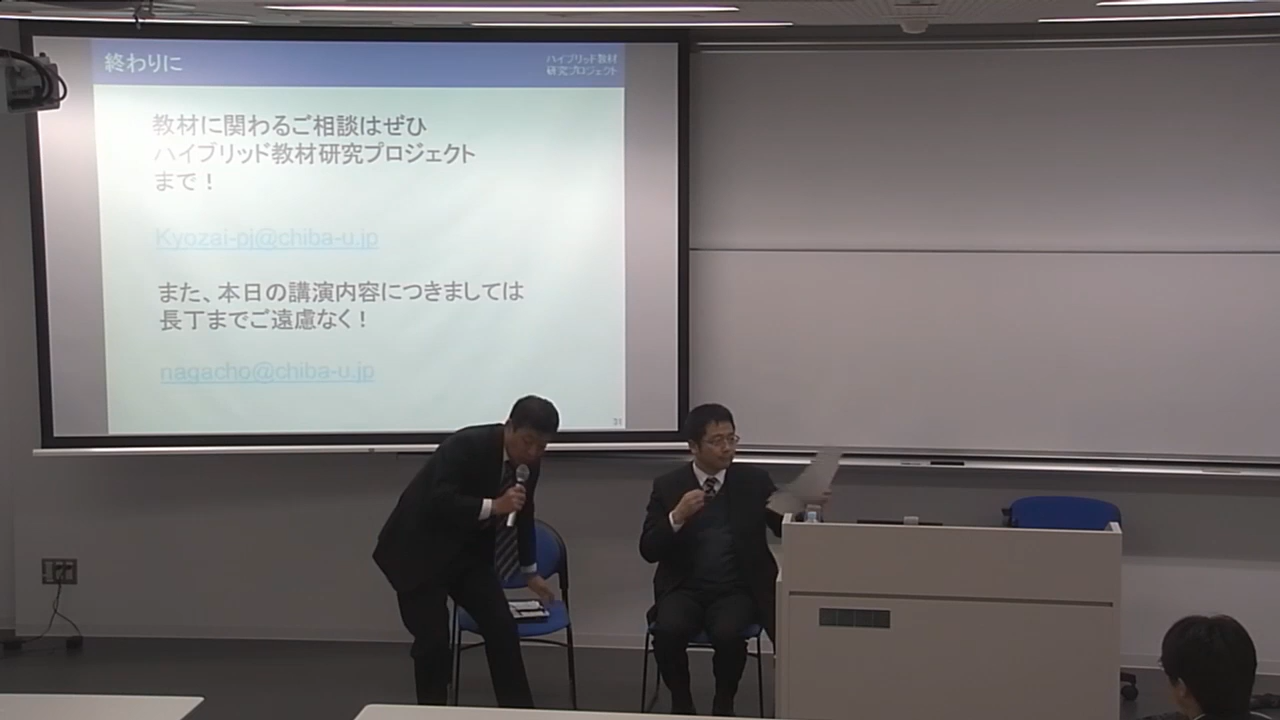 終わりに
ハイブリッド教材
研究プロジェクト
教材に関わるご相談はぜひ
ハイブリッド教材研究プロジェクト
まで！
Kyozai-pj@chiba-u.jp
また、本日の講演内容につきましては
長丁までご遠慮なく！
nagacho@chiba-u.jp